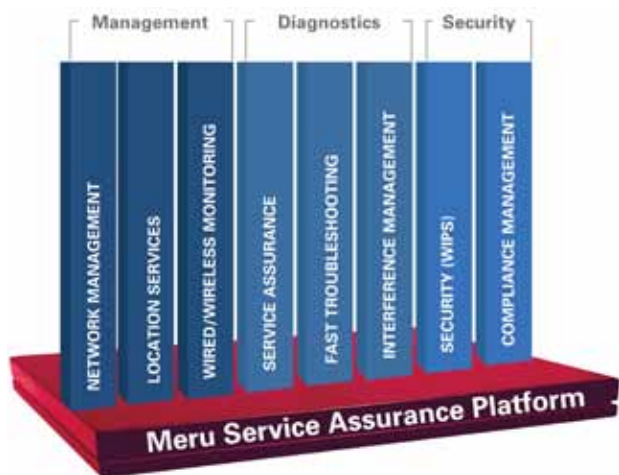 Management
Diagnostics
Security
NETWORK MANAGEMENT
LOCATION SERVICES
WIRED/WIRELESS MONITORING
SERVICE ASSURANCE
FAST TROUBLESHOOTING
INTERFERENCE MANAGEMENT
SECURITY (WIPS)
COMPLIANCE MANAGEMENT
Meru Service Assurance Platform